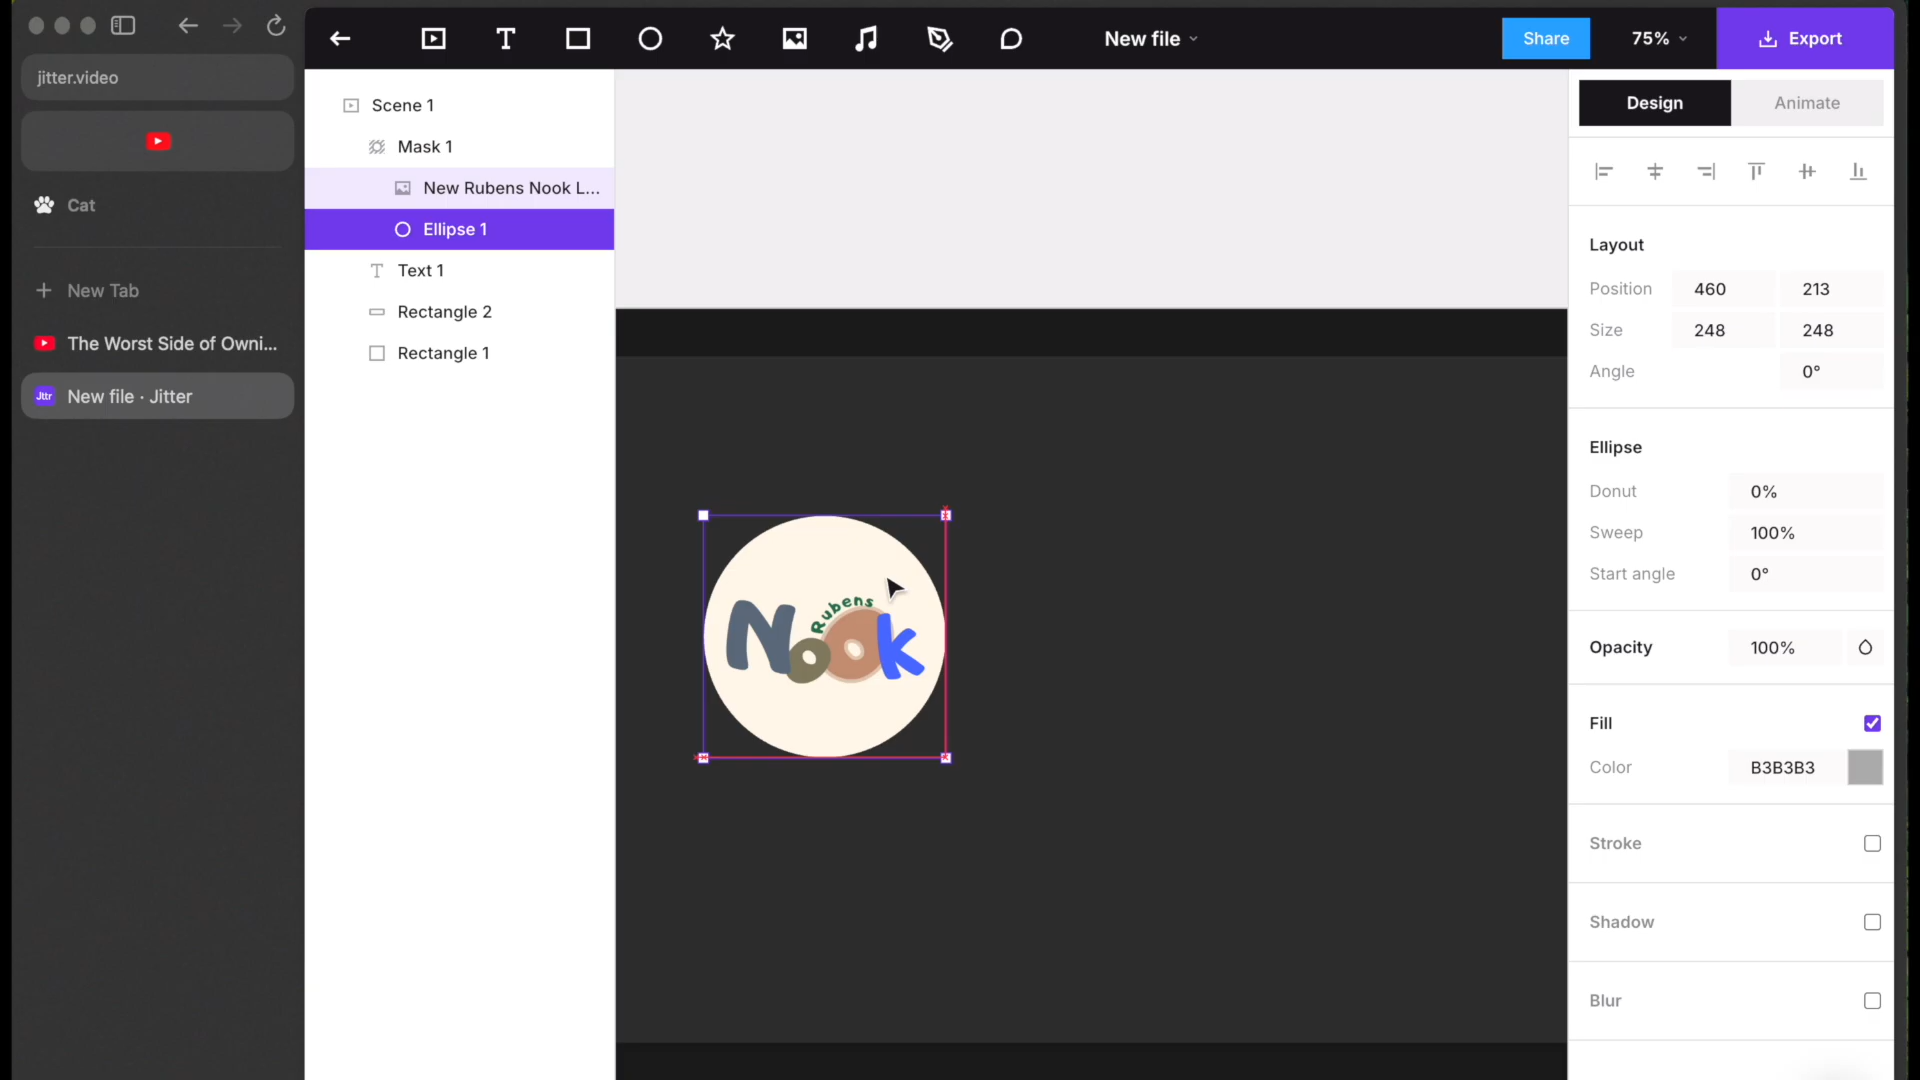 New file
Share
75%
Export
jitter.video
Cat
New Tab
The Worst Side of Owni...
Jttr
New file · Jitter
Scene 1
Mask 1
New Rubens Nook L...
Ellipse 1
Text 1
Rectangle 2
Rectangle 1
Rubens
Nook
Design
Animate
Layout
Position 460 213
Size 248 248
Angle 0°
Ellipse
Donut 0%
Sweep 100%
Start angle 0°
Opacity 100%
Fill
Color B3B3B3
Stroke
Shadow
Blur